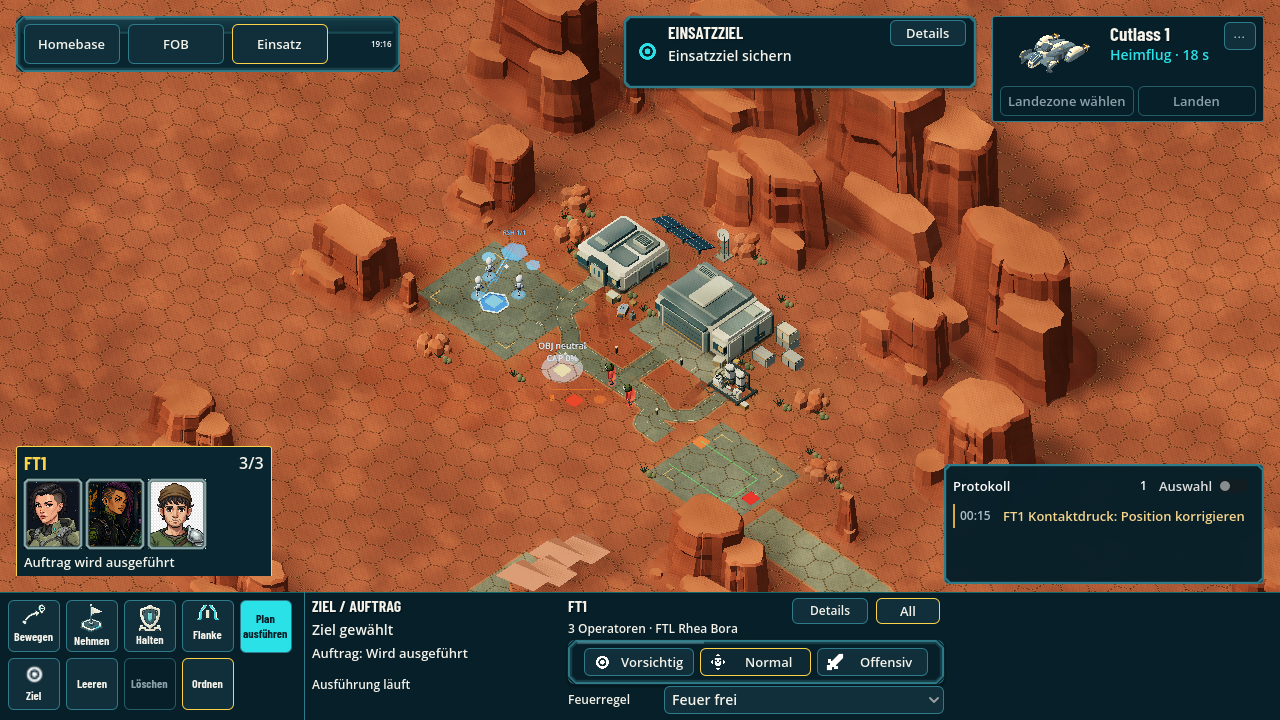 Homebase
FOB
Einsatz
19:16
EINSATZZIEL
Details
Einsatzziel sichern
Cutlass 1
...
Heimflug · 18 s
Landezone wählen
Landen
OBJ neutral
CAP 0%
FT1
3/3
Auftrag wird ausgeführt
Protokoll
1
Auswahl
00:15
FT1 Kontaktdruck: Position korrigieren
Bewegen
Nehmen
Halten
Flanke
Plan
ausführen
Ziel
Leeren
Löschen
Ordnen
ZIEL / AUFTRAG
Ziel gewählt
Auftrag: Wird ausgeführt
Ausführung läuft
FT1
Details
All
3 Operatoren · FTL Rhea Bora
Vorsichtig
Normal
Offensiv
Feuerregel
Feuer frei